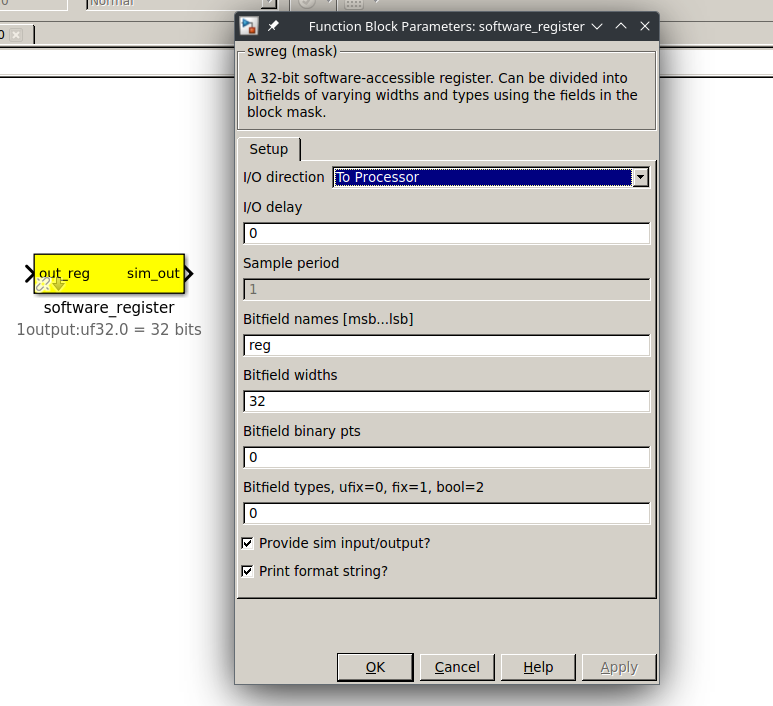 0
Normal
0
Function Block Parameters: software_register
swreg (mask)
A 32-bit software-accessible register. Can be divided into
bitfields of varying widths and types using the fields in the
block mask.
Setup
I/O direction To Processor
I/O delay
0
Sample period
1
Bitfield names [msb...lsb]
reg
Bitfield widths
32
Bitfield binary pts
0
Bitfield types, ufix=0, fix=1, bool=2
0
Provide sim input/output?
Print format string?
OK Cancel Help Apply
out_reg sim_out
software_register
1output:uf32.0 = 32 bits